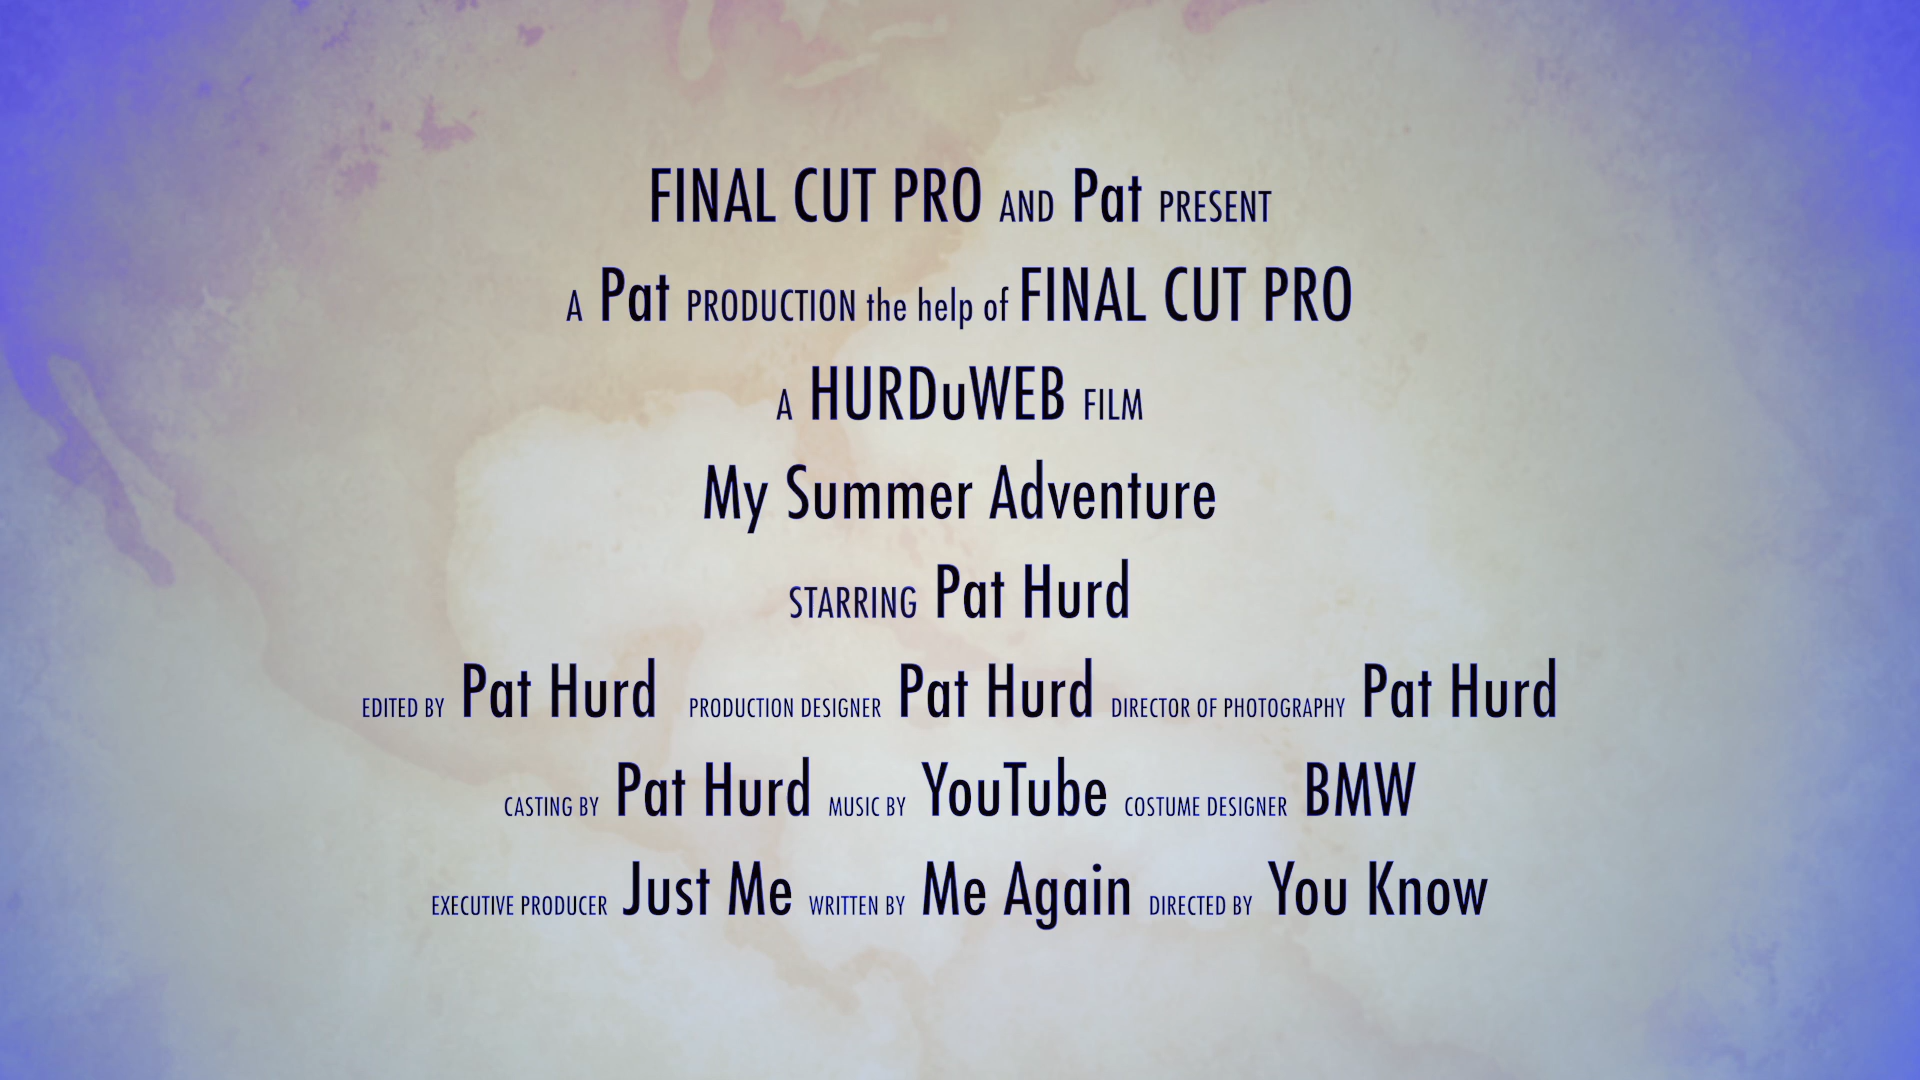 FINAL CUT PRO AND Pat PRESENT
A Pat PRODUCTION the help of FINAL CUT PRO
A HURDuWEB FILM
My Summer Adventure
STARRING Pat Hurd
EDITED BY Pat Hurd PRODUCTION DESIGNER Pat Hurd DIRECTOR OF PHOTOGRAPHY Pat Hurd
CASTING BY Pat Hurd MUSIC BY YouTube COSTUME DESIGNER BMW
EXECUTIVE PRODUCER Just Me WRITTEN BY Me Again DIRECTED BY You Know